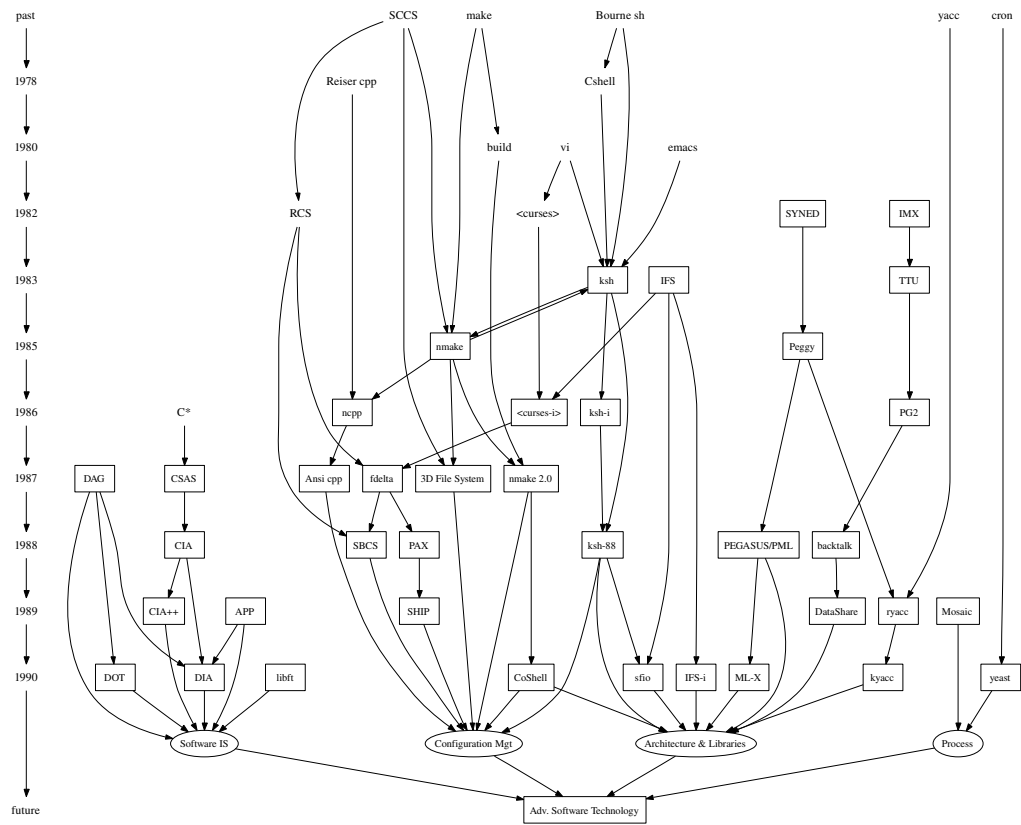 past
SCCS
make
Bourne sh
yacc
cron
1978
Reiser cpp
Cshell
1980
build
vi
emacs
1982
RCS
<curses>
SYNED
IMX
1983
ksh
IFS
TTU
1985
nmake
Peggy
1986
C*
ncpp
<curses-i>
ksh-i
PG2
1987
DAG
CSAS
Ansi cpp
fdelta
3D File System
nmake 2.0
1988
CIA
SBCS
PAX
ksh-88
PEGASUS/PML
backtalk
1989
CIA++
APP
SHIP
DataShare
ryacc
Mosaic
1990
DOT
DIA
libft
CoShell
sfio
IFS-i
ML-X
kyacc
yeast
Software IS
Configuration Mgt
Architecture & Libraries
Process
future
Adv. Software Technology